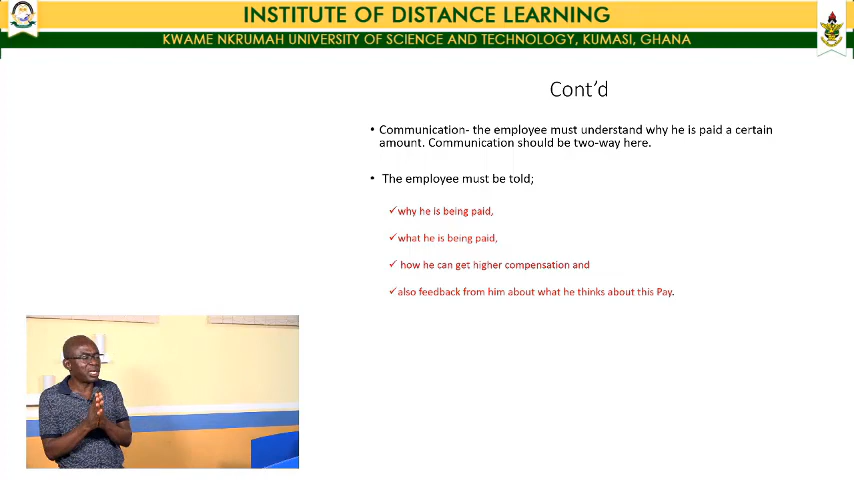 INSTITUTE OF DISTANCE LEARNING
KWAME NKRUMAH UNIVERSITY OF SCIENCE AND TECHNOLOGY, KUMASI, GHANA
Cont’d
• Communication- the employee must understand why he is paid a certain
amount. Communication should be two-way here.
• The employee must be told;
✓why he is being paid,
✓what he is being paid,
✓ how he can get higher compensation and
✓also feedback from him about what he thinks about this Pay.